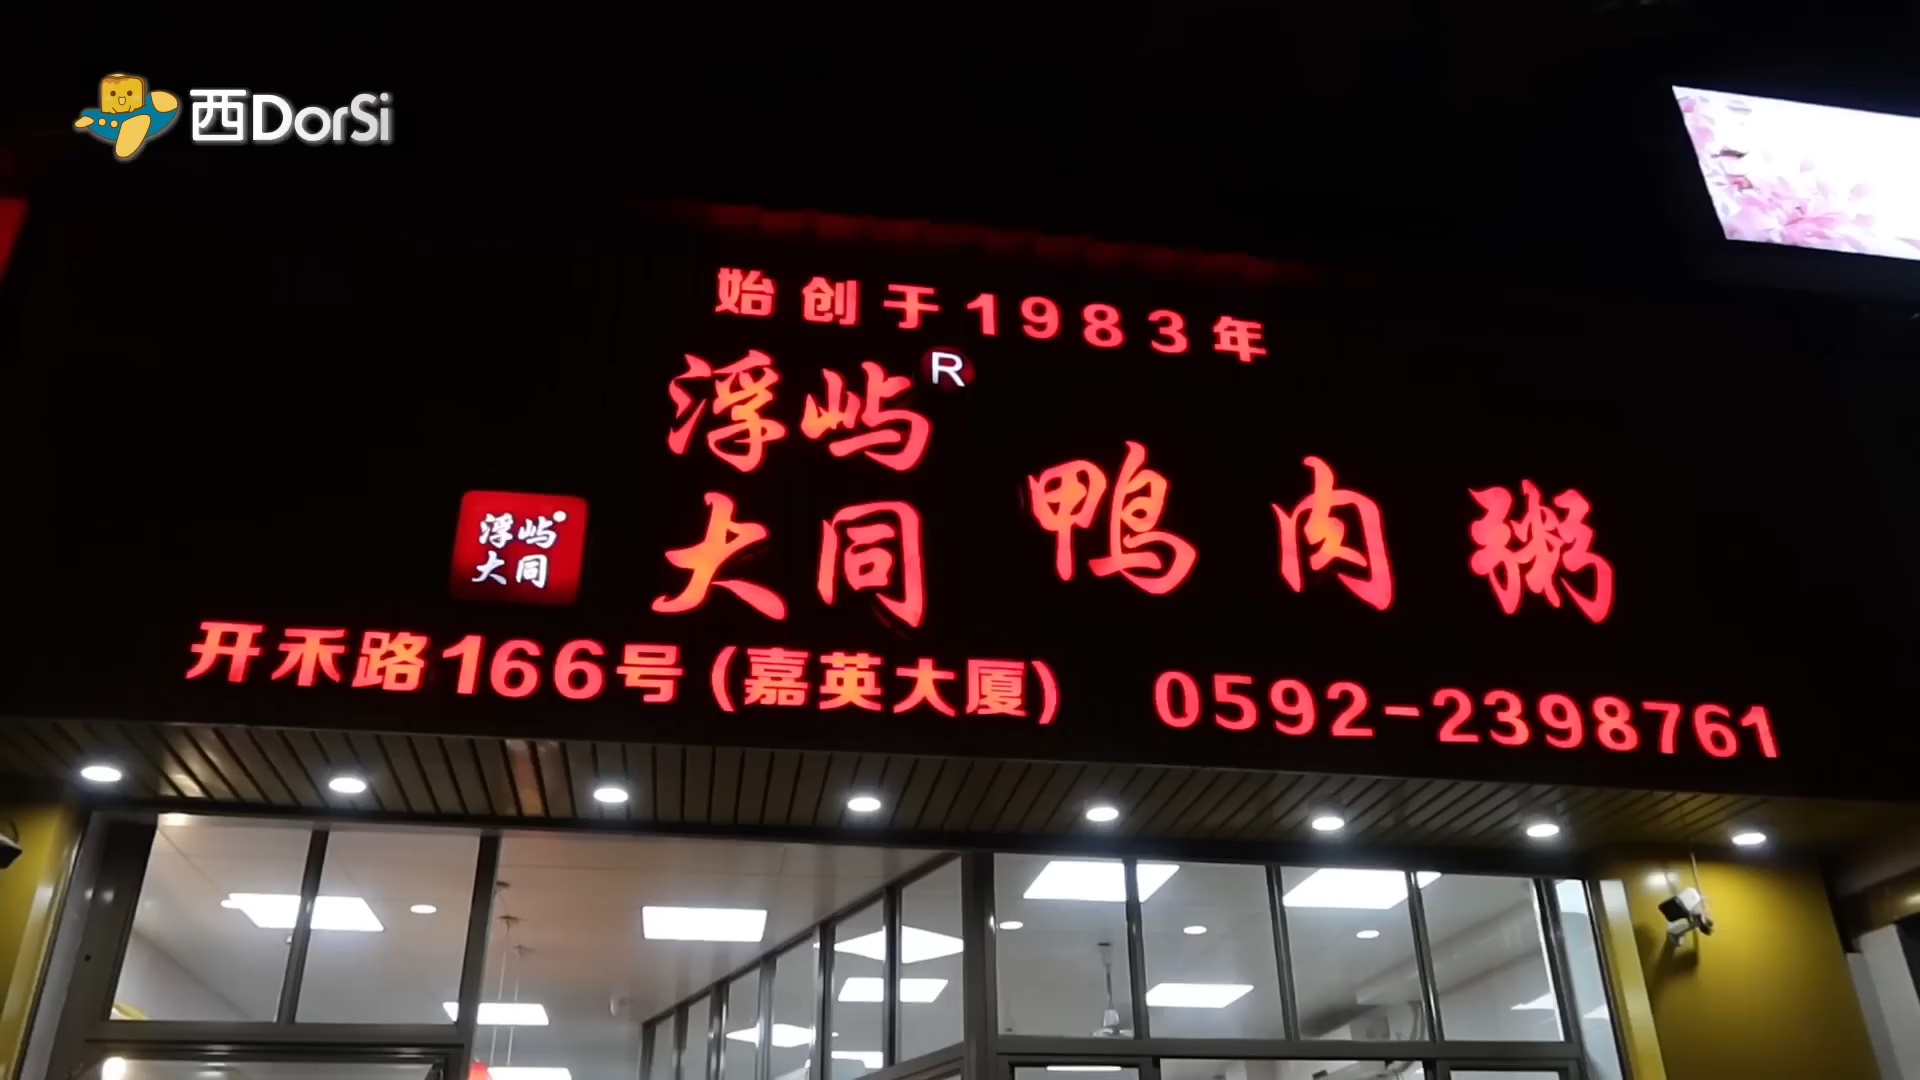 西DorSi
始创于1983年
浮屿®
大同
鸭肉粥
浮屿
大同
开禾路166号(嘉英大厦) 0592-2398761